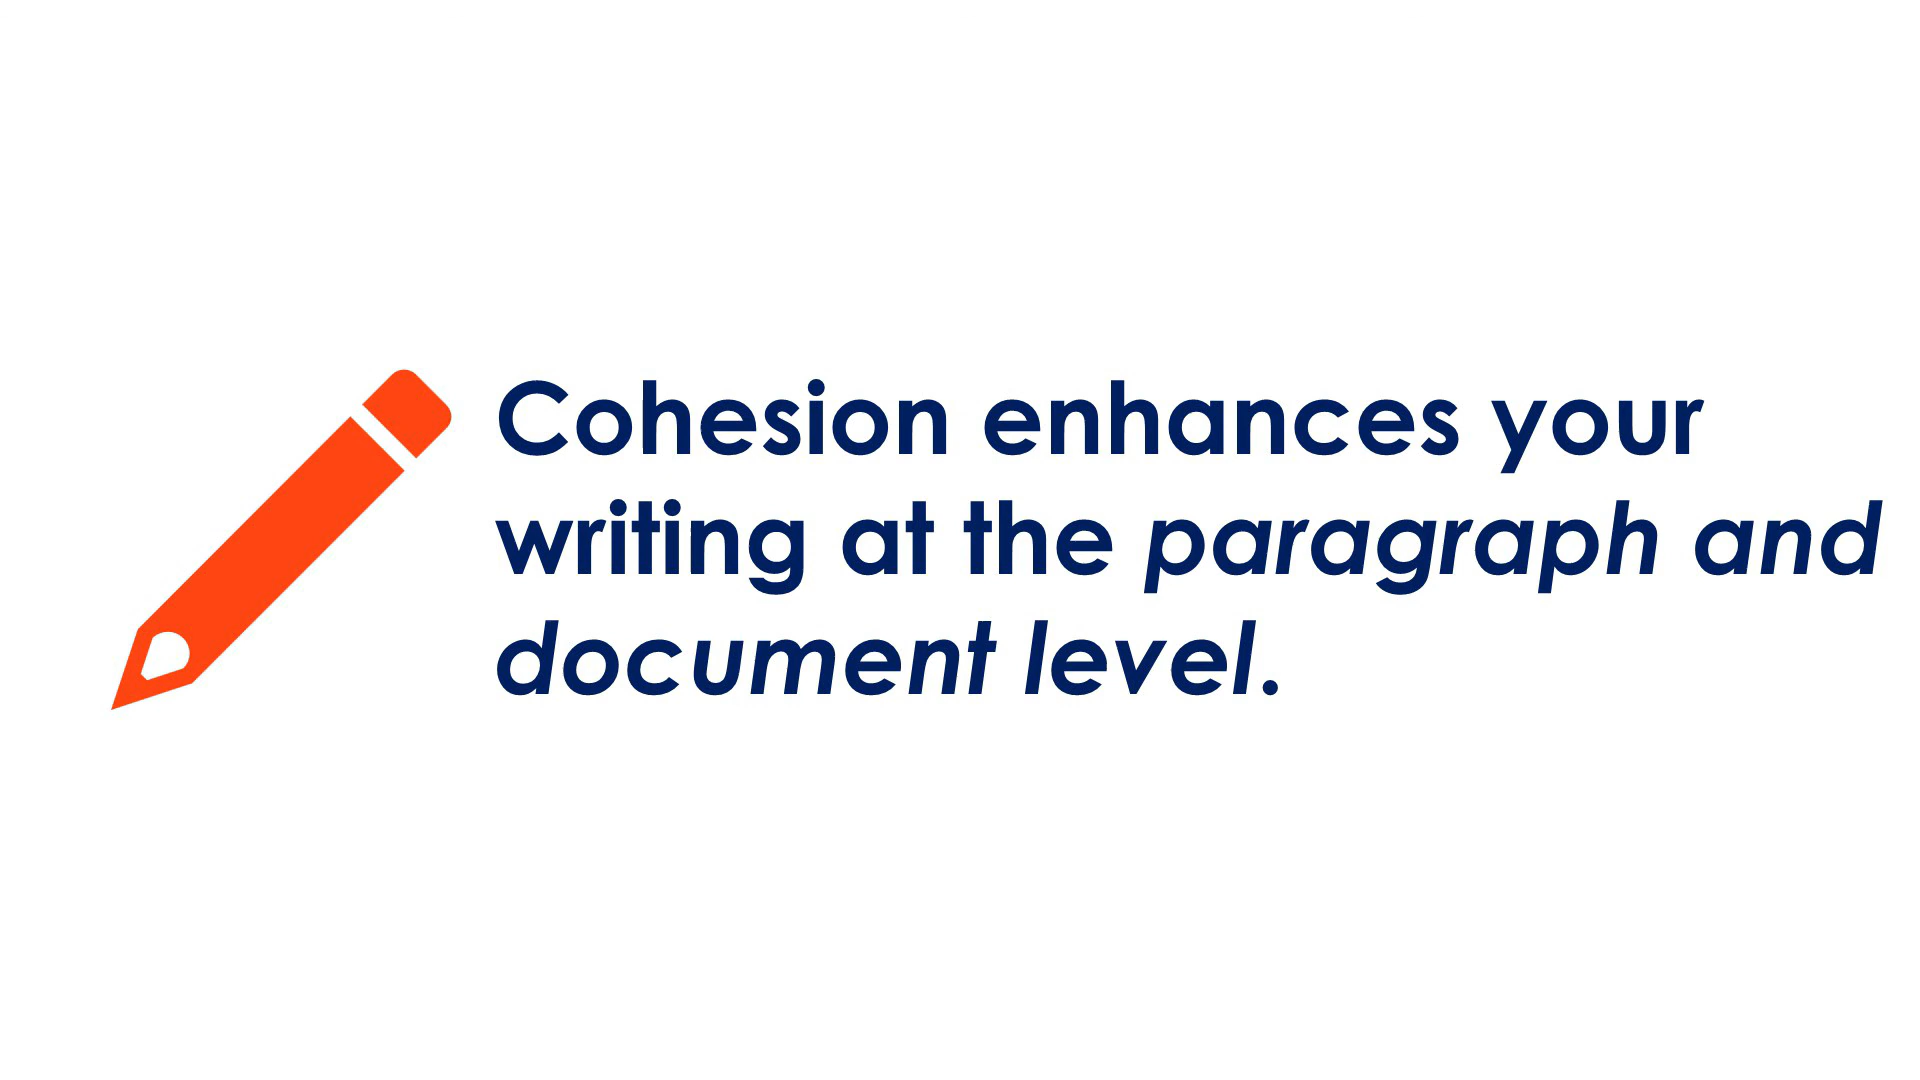 Cohesion enhances your
writing at the paragraph and
document level.